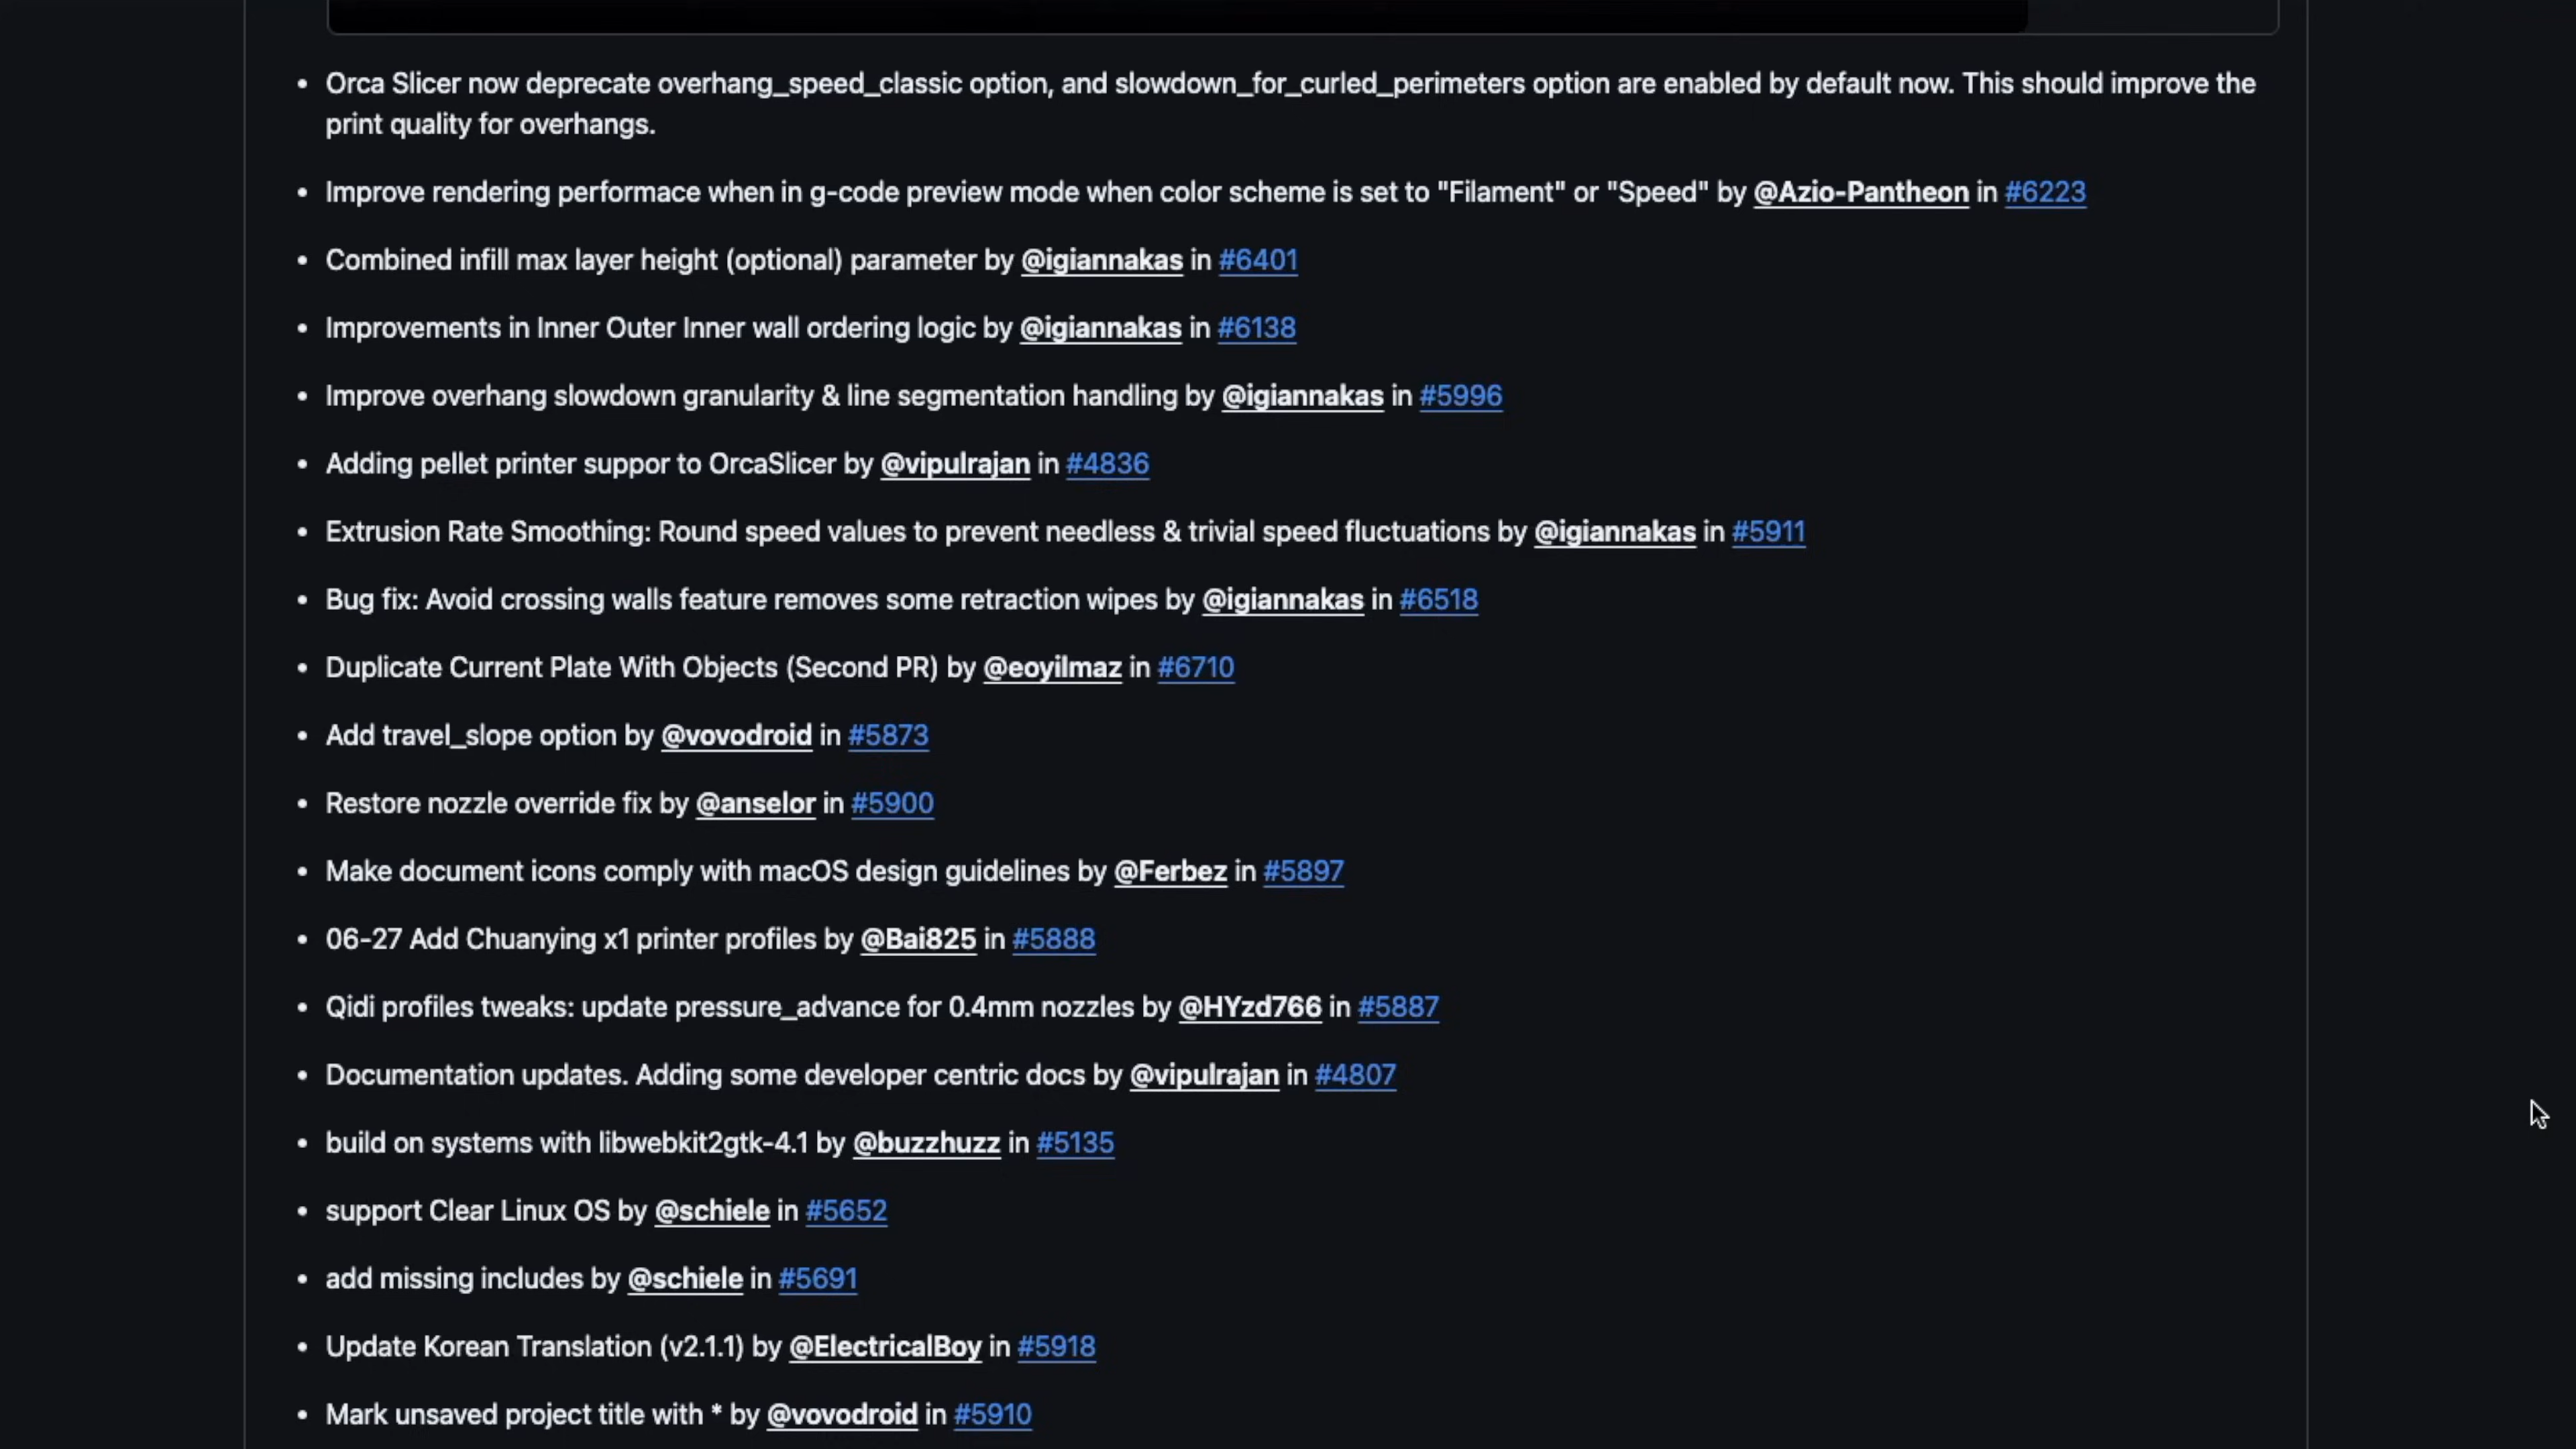 • Orca Slicer now deprecate overhang_speed_classic option, and slowdown_for_curled_perimeters option are enabled by default now. This should improve the
print quality for overhangs.
• Improve rendering performace when in g-code preview mode when color scheme is set to "Filament" or "Speed" by @Azio-Pantheon in #6223
• Combined infill max layer height (optional) parameter by @igiannakas in #6401
• Improvements in Inner Outer Inner wall ordering logic by @igiannakas in #6138
• Improve overhang slowdown granularity & line segmentation handling by @igiannakas in #5996
• Adding pellet printer suppor to OrcaSlicer by @vipulrajan in #4836
• Extrusion Rate Smoothing: Round speed values to prevent needless & trivial speed fluctuations by @igiannakas in #5911
• Bug fix: Avoid crossing walls feature removes some retraction wipes by @igiannakas in #6518
• Duplicate Current Plate With Objects (Second PR) by @eoyilmaz in #6710
• Add travel_slope option by @vovodroid in #5873
• Restore nozzle override fix by @anselor in #5900
• Make document icons comply with macOS design guidelines by @Ferbez in #5897
• 06-27 Add Chuanying x1 printer profiles by @Bai825 in #5888
• Qidi profiles tweaks: update pressure_advance for 0.4mm nozzles by @HYzd766 in #5887
• Documentation updates. Adding some developer centric docs by @vipulrajan in #4807
• build on systems with libwebkit2gtk-4.1 by @buzzhuzz in #5135
• support Clear Linux OS by @schiele in #5652
• add missing includes by @schiele in #5691
• Update Korean Translation (v2.1.1) by @ElectricalBoy in #5918
• Mark unsaved project title with * by @vovodroid in #5910